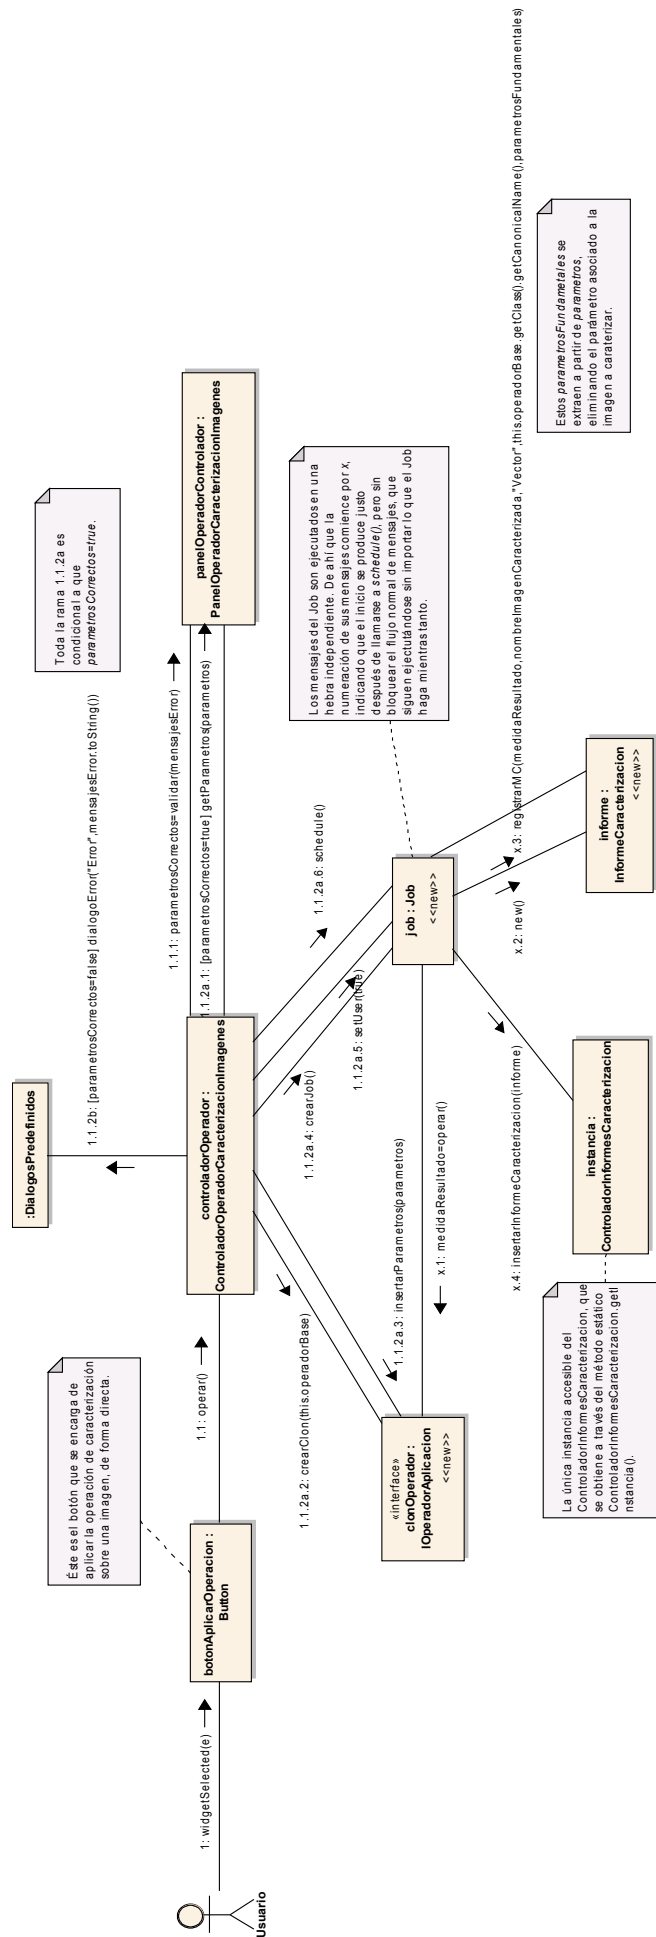 :DialogosPredefinidos
1.1.2b: [parametrosCorrectos=false] dialogoError("Error",mensajesError.toString())
Toda la rama 1.1.2a es
condicional a que
parametrosCorrectos=true.
Éste es el botón que se encarga de
aplicar la operación de caracterización
sobre una imagen, de forma directa.
Usuario
1: widgetSelected(e)
botonAplicarOperacion :
Button
1.1: operar()
controladorOperador :
ControladorOperadorCaracterizacionImagenes
1.1.1: parametrosCorrectos=validar(mensajesError)
1.1.2a.1: [parametrosCorrectos=true] getParametros(parametros)
panelOperadorControlador :
PanelOperadorCaracterizacionImagenes
1.1.2a.2: crearClon(this.operadorBase)
1.1.2a.3: insertarParametros(parametros)
1.1.2a.4: crearJob()
1.1.2a.5: setUser(true)
1.1.2a.6: schedule()
Los mensajes del Job son ejecutados en una
hebra independiente. De ahí que la
numeración de sus mensajes comience por x,
indicando que el inicio se produce justo
después de llamarse a schedule(), pero sin
bloquear el flujo normal de mensajes, que
siguen ejectutándose sin importar lo que el Job
haga mientras tanto.
«interface»
clonOperador :
IOperadorAplicacion
<<new>>
x.1: medidaResultado=operar()
job : Job
<<new>>
x.2: new()
x.3: registrarMC(medidaResultado,nombreImagenCaracterizada,"Vector",this.operadorBase.getClass().getCanonicalName(),parametrosFundamentales)
x.4: insertarInformeCaracterizacion(informe)
Estos parametrosFundametales se
extraen a partir de parametros,
eliminando el parámetro asociado a la
imagen a caraterizar.
La única instancia accesible del
ControladorInformesCaracterizacion, que
se obtiene a través del método estático
ControladorInformesCaracterizacion.getI
nstancia().
instancia :
ControladorInformesCaracterizacion
informe :
InformeCaracterizacion
<<new>>